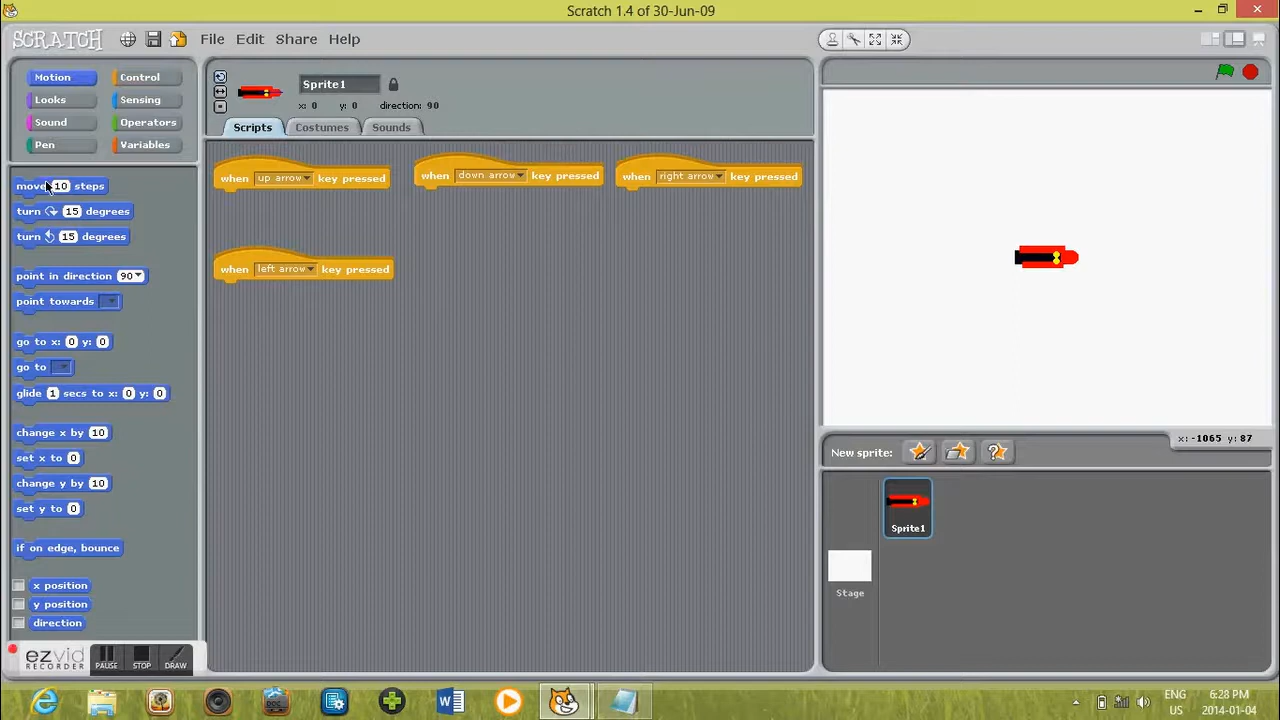 Scratch 1.4 of 30-Jun-09
SCRATCH File Edit Share Help
Motion Control
Looks Sensing
Sound Operators
Pen Variables
move 10 steps
turn 15 degrees
turn 15 degrees
point in direction 90
point towards
go to x: 0 y: 0
go to
glide 1 secs to x: 0 y: 0
change x by 10
set x to 0
change y by 10
set y to 0
if on edge, bounce
x position
y position
direction
Sprite1
x: 0 y: 0 direction: 90
Scripts Costumes Sounds
when up arrow key pressed
when down arrow key pressed
when right arrow key pressed
when left arrow key pressed
x: -1065 y: 87
New sprite:
Sprite1
Stage
ezvid
RECORDER
PAUSE STOP DRAW
DOC
ENG
US
6:28 PM
2014-01-04